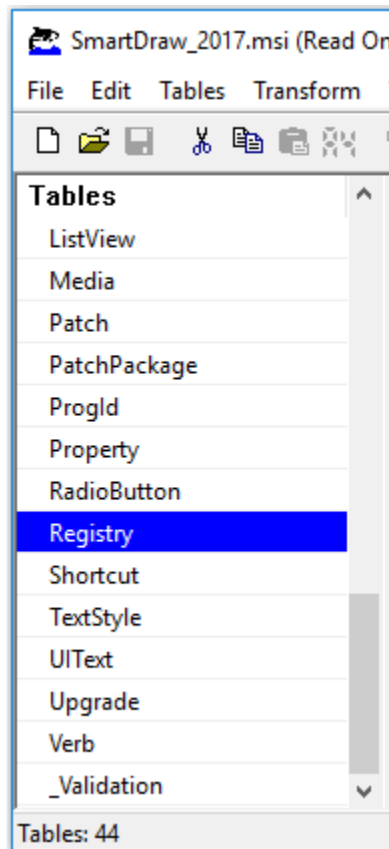 SmartDraw_2017.msi (Read On
File Edit Tables Transform
Tables
ListView
Media
Patch
PatchPackage
ProgId
Property
RadioButton
Registry
Shortcut
TextStyle
UIText
Upgrade
Verb
_Validation
Tables: 44